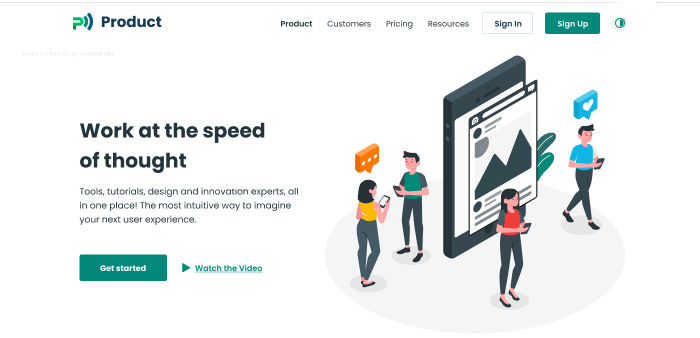 Product
Product
Customers
Pricing
Resources
Sign In
Sign Up
Work at the speed
of thought
Tools, tutorials, design and innovation experts, all
in one place! The most intuitive way to imagine
your next user experience.
Get started
Watch the Video